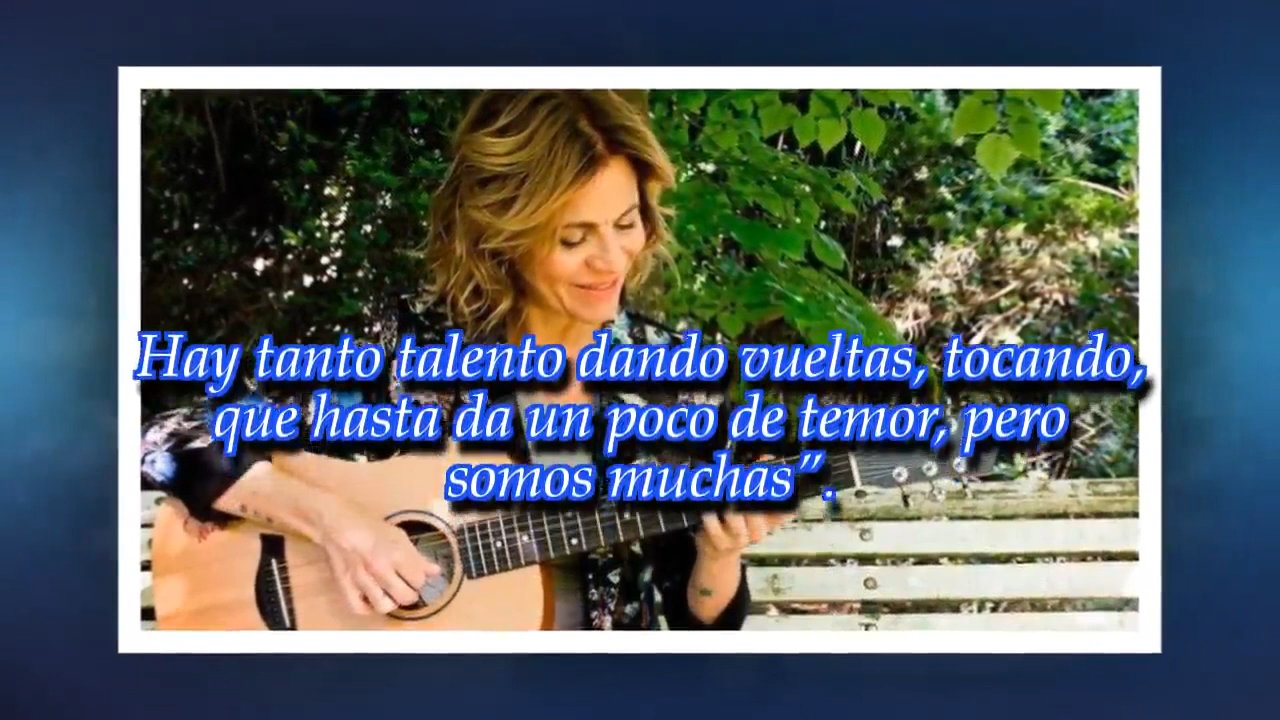 Hay tanto talento dando vueltas, tocando,
que hasta da un poco de temor, pero
somos muchas”.